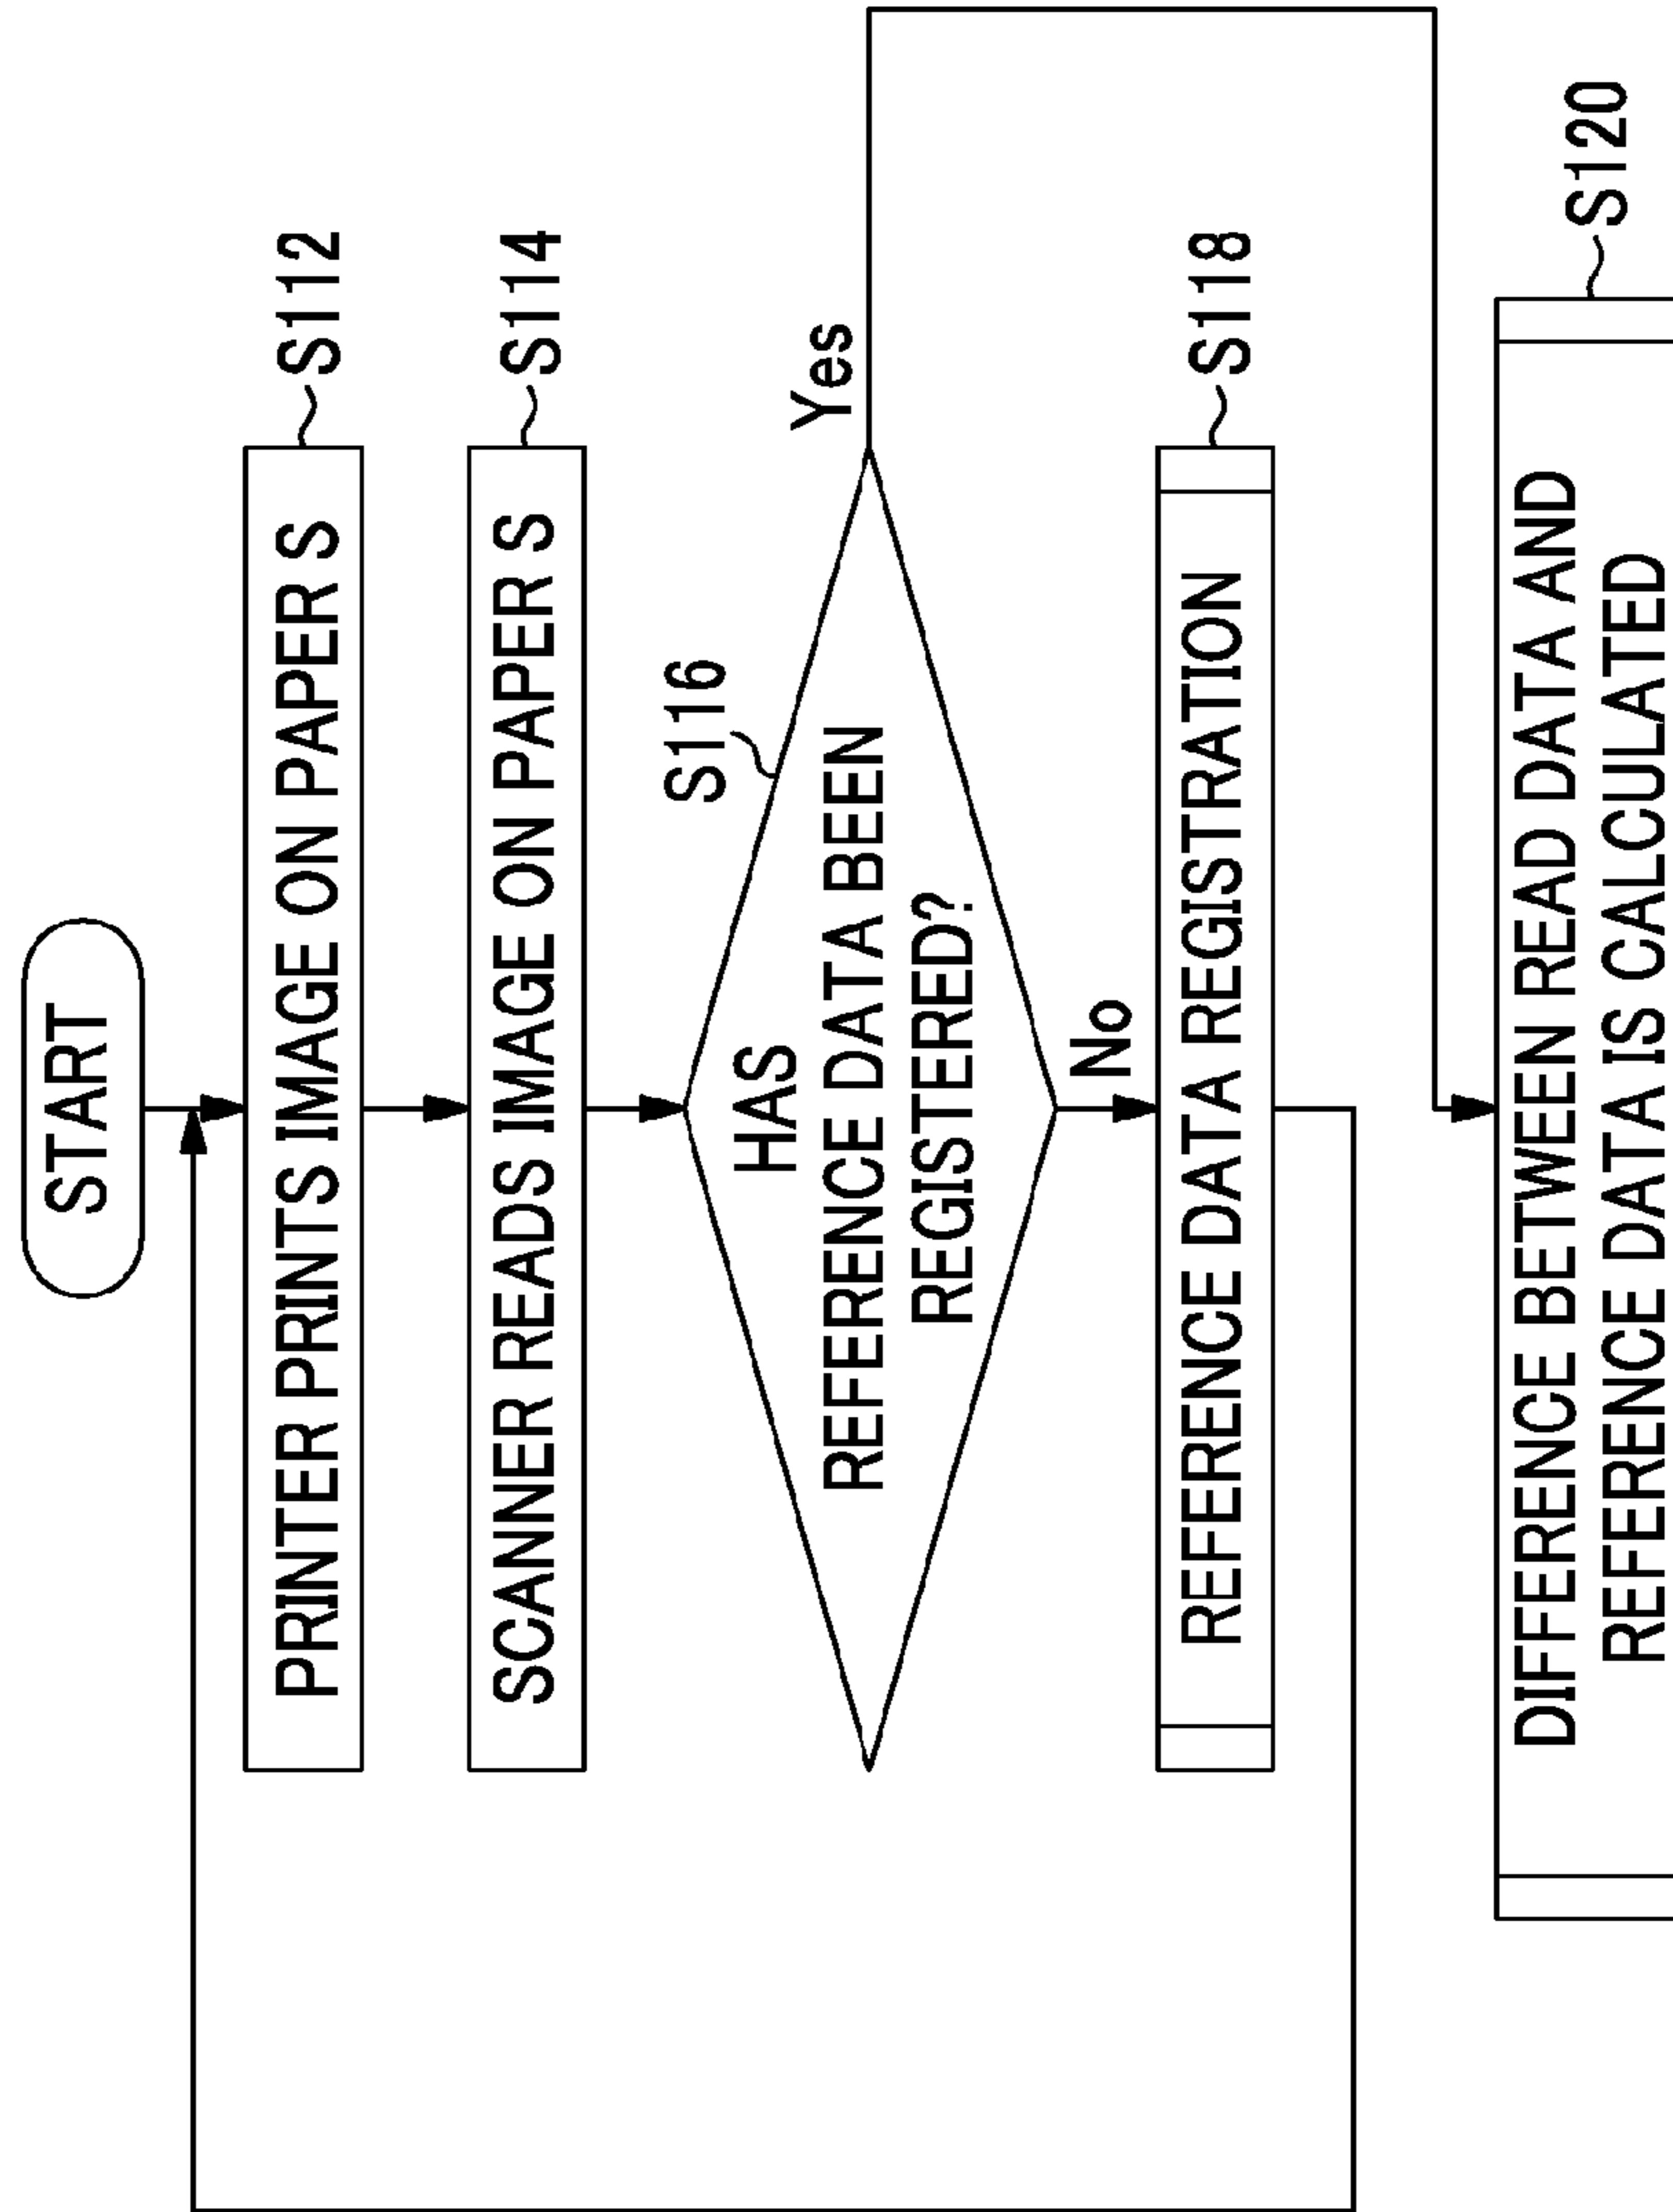 START
PRINTER PRINTS IMAGE ON PAPER S
S112
SCANNER READS IMAGE ON PAPER S
S114
S116
HAS
REFERENCE DATA BEEN
REGISTERED?
Yes
No
REFERENCE DATA REGISTRATION
S118
DIFFERENCE BETWEEN READ DATA AND
REFERENCE DATA IS CALCULATED
S120